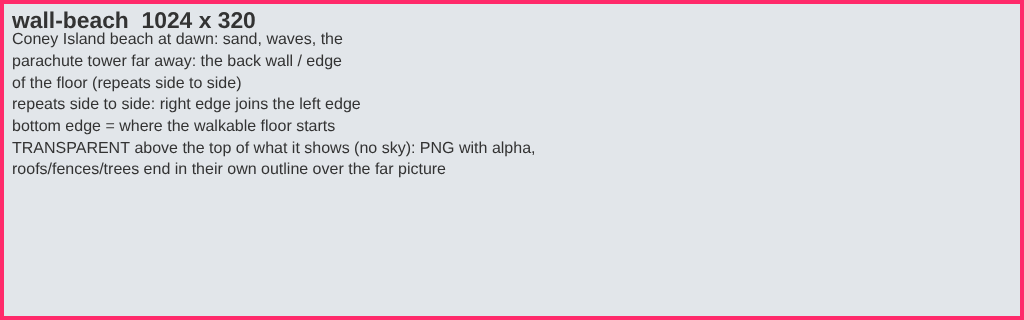 wall-beach  1024 x 320
Coney Island beach at dawn: sand, waves, the
parachute tower far away: the back wall / edge
of the floor (repeats side to side)
repeats side to side: right edge joins the left edge
bottom edge = where the walkable floor starts
TRANSPARENT above the top of what it shows (no sky): PNG with alpha,
roofs/fences/trees end in their own outline over the far picture